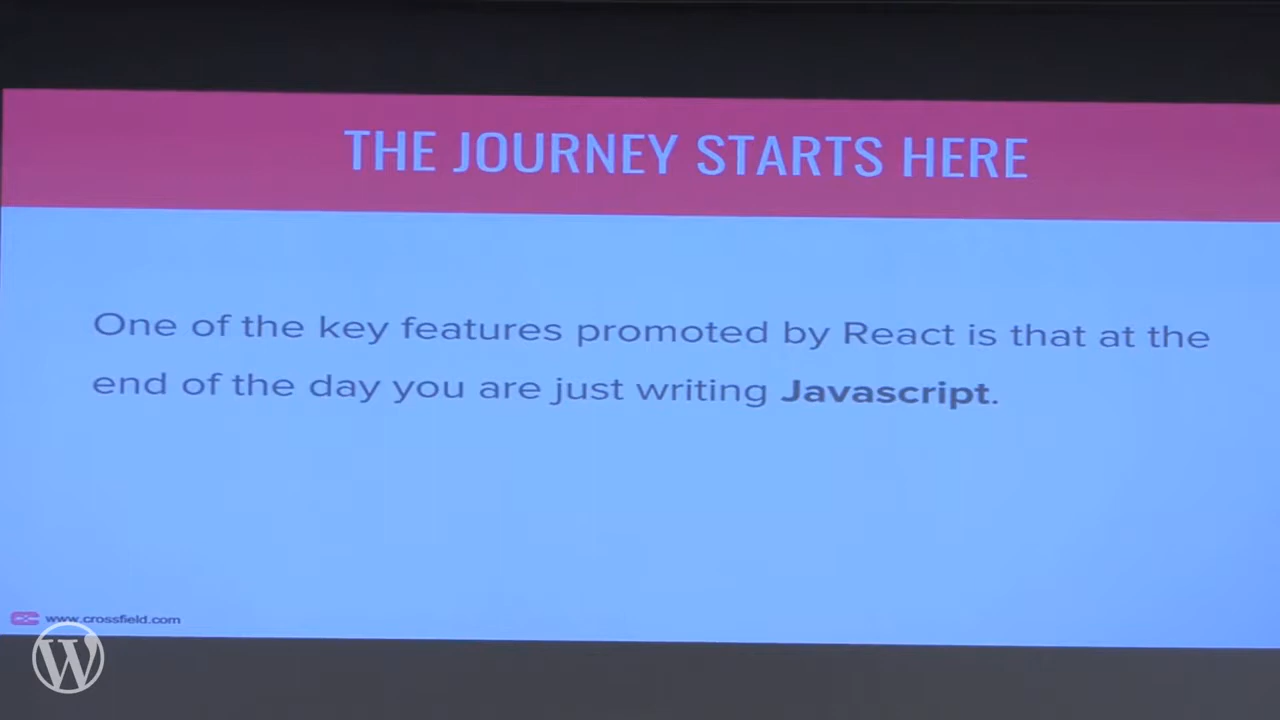 THE JOURNEY STARTS HERE
One of the key features promoted by React is that at the
end of the day you are just writing Javascript.
www.crossfield.com